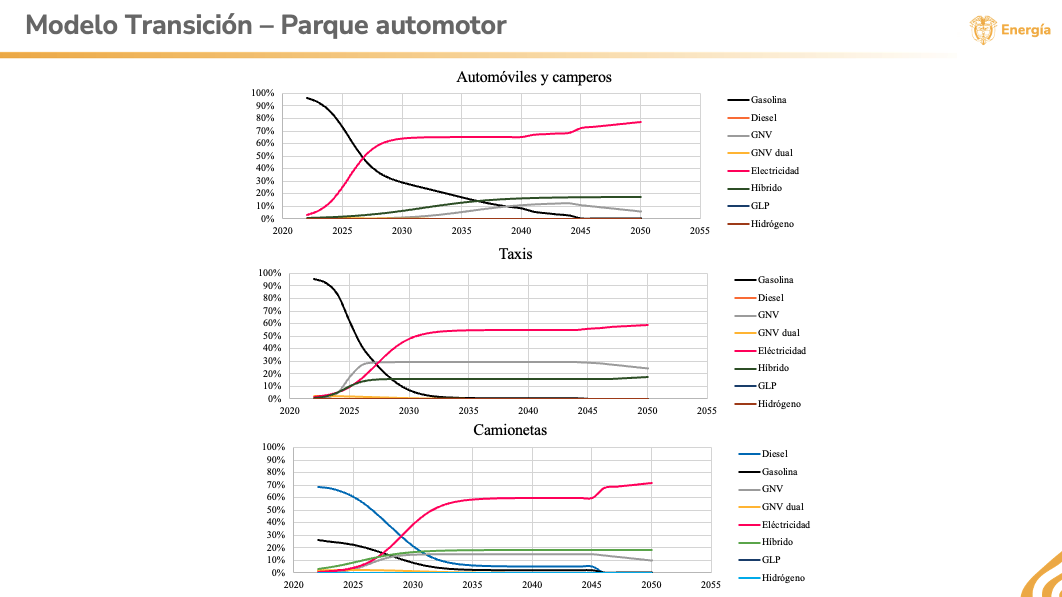 Modelo Transición – Parque automotor
Energía
Automóviles y camperos
100%
90%
80%
70%
60%
50%
40%
30%
20%
10%
0%
2020 2025 2030 2035 2040 2045 2050 2055
Gasolina
Diesel
GNV
GNV dual
Electricidad
Híbrido
GLP
Hidrógeno
Taxis
100%
90%
80%
70%
60%
50%
40%
30%
20%
10%
0%
2020 2025 2030 2035 2040 2045 2050 2055
Gasolina
Diesel
GNV
GNV dual
Eléctricidad
Híbrido
GLP
Hidrógeno
Camionetas
100%
90%
80%
70%
60%
50%
40%
30%
20%
10%
0%
2020 2025 2030 2035 2040 2045 2050 2055
Diesel
Gasolina
GNV
GNV dual
Eléctricidad
Híbrido
GLP
Hidrógeno